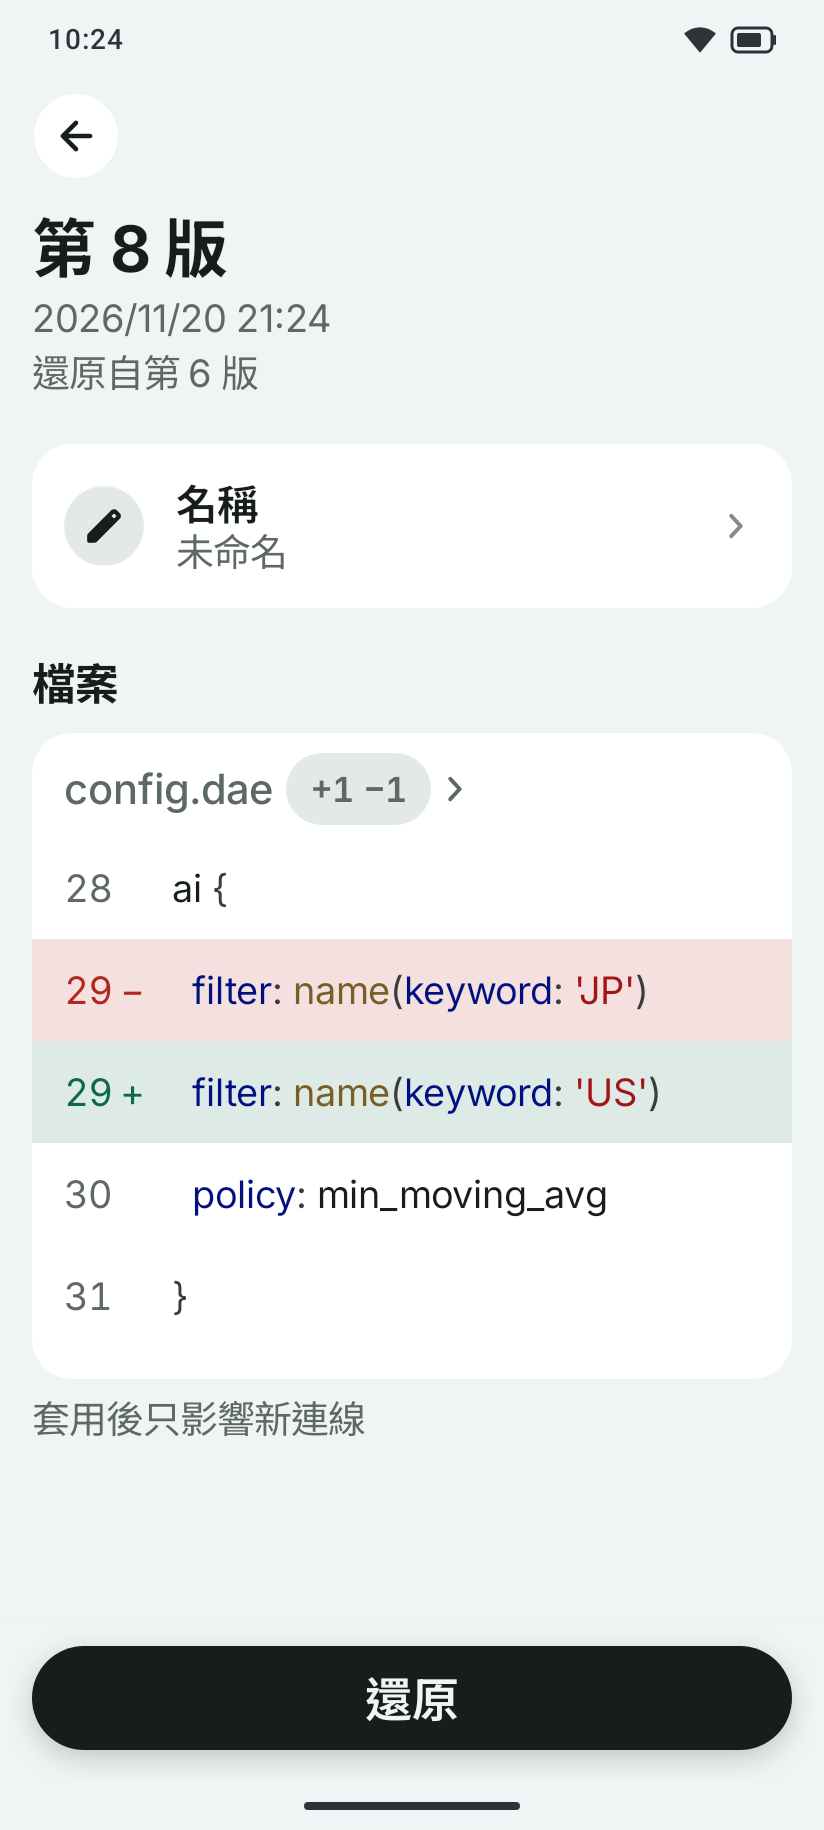 10:24
第 8 版
2026/11/20 21:24
還原自第 6 版
名稱
未命名
檔案
config.dae +1 −1
28 ai {
29 − filter: name(keyword: 'JP')
29 + filter: name(keyword: 'US')
30 policy: min_moving_avg
31 }
套用後只影響新連線
還原